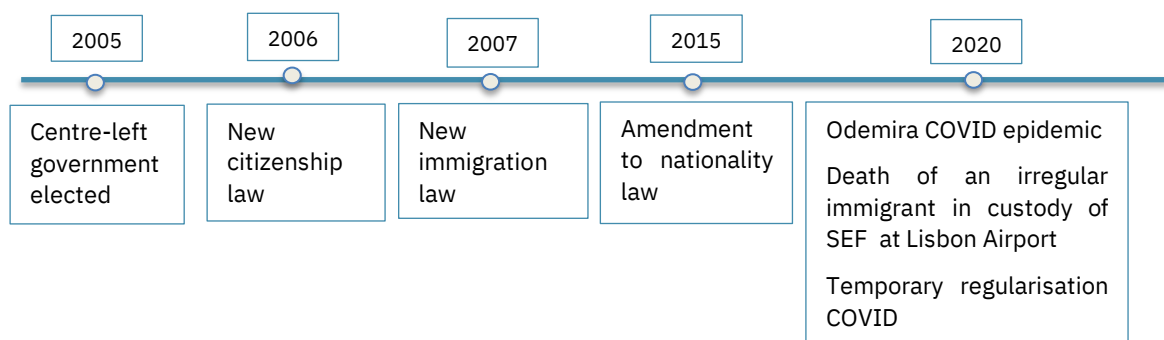 2005
2006
2007
2015
2020
Centre-left
government
elected
New
citizenship
law
New
immigration
law
Amendment
to nationality
law
Odemira COVID epidemic
Death of an irregular
immigrant in custody of
SEF at Lisbon Airport
Temporary regularisation
COVID